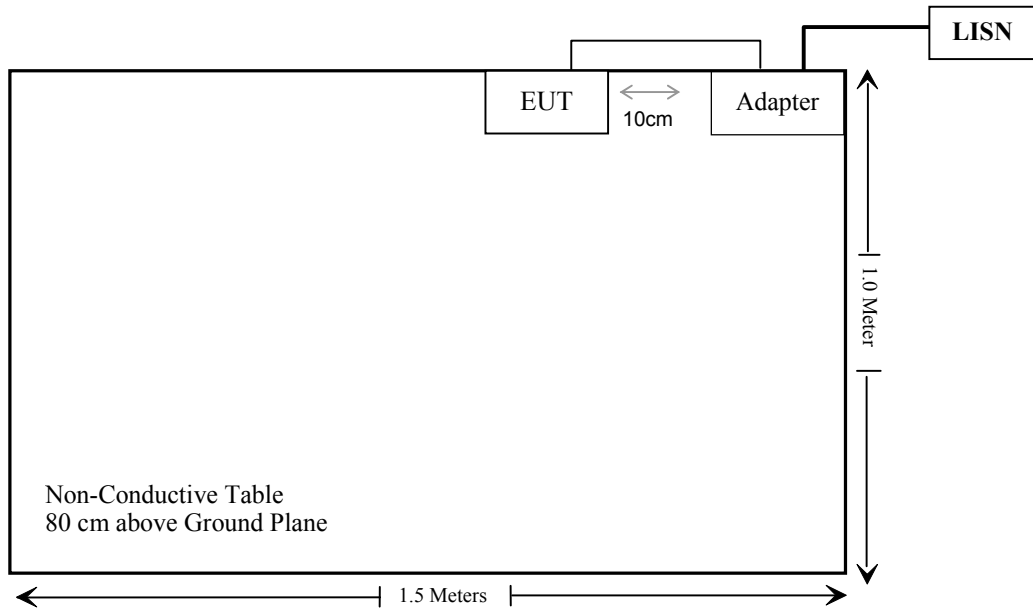 LISN
EUT
Adapter
10cm
1.0 Meter
Non-Conductive Table
80 cm above Ground Plane
1.5 Meters